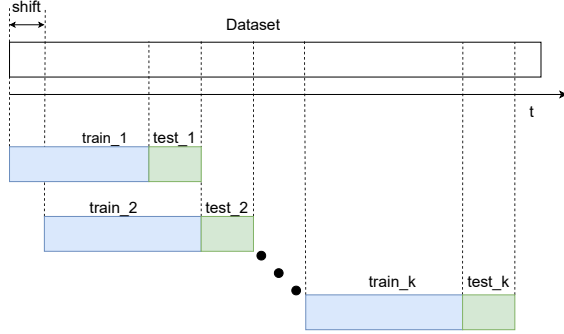 shift
Dataset
t
train_1
test_1
train_2
test_2
train_k
test_k